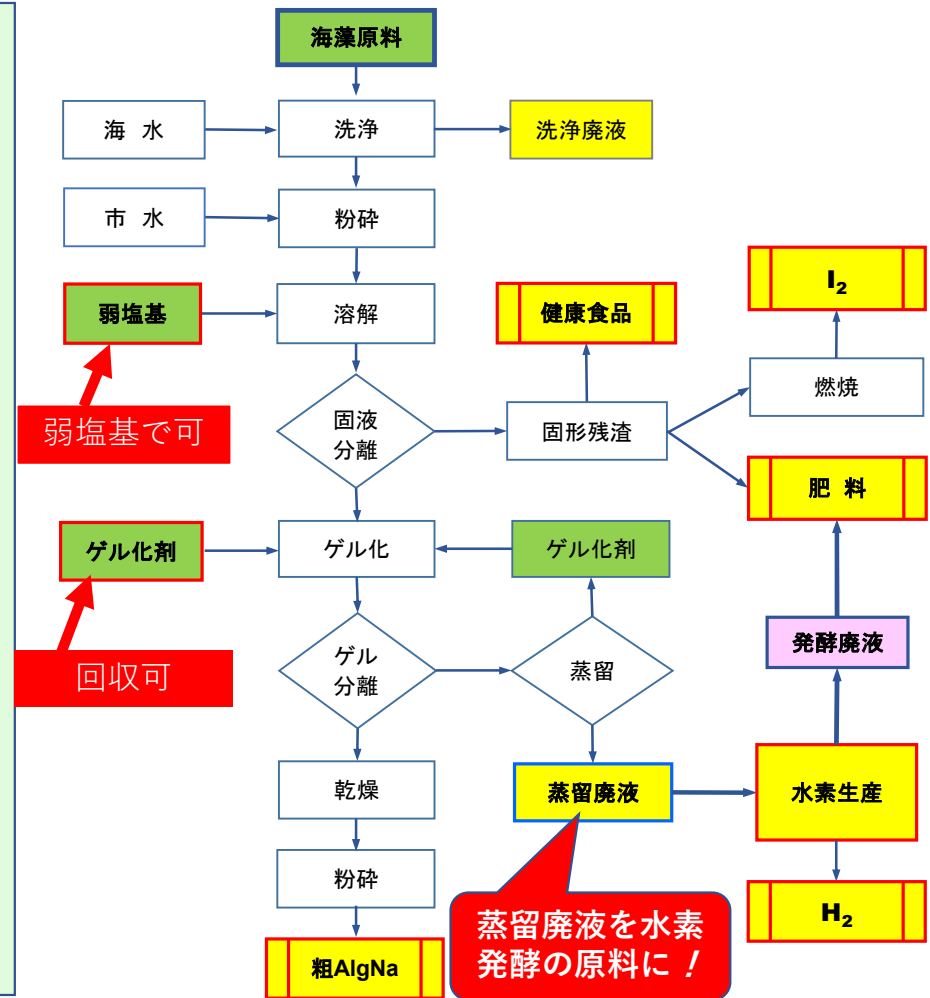 海藻原料
海 水
洗浄
洗浄廃液
市 水
粉砕
弱塩基
溶解
健康食品
I₂
弱塩基で可
固液
分離
固形残渣
燃焼
肥 料
ゲル化剤
ゲル化
ゲル化剤
回収可
ゲル
分離
蒸留
発酵廃液
乾燥
蒸留廃液
水素生産
粉砕
蒸留廃液を水素
発酵の原料に！
H₂
粗AlgNa